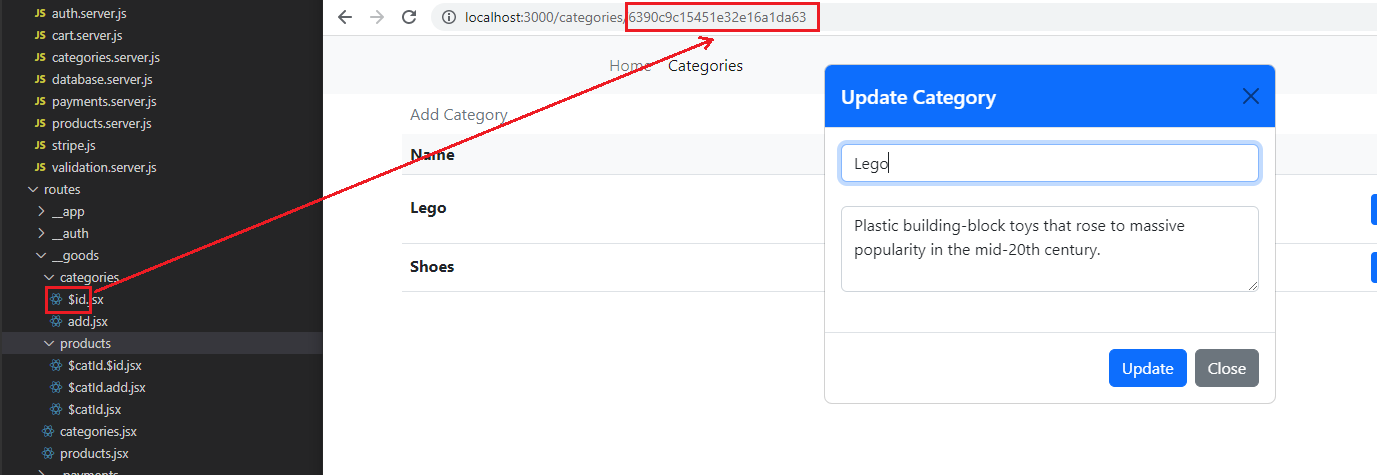 JS auth.server.js
JS cart.server.js
JS categories.server.js
JS database.server.js
JS payments.server.js
JS products.server.js
JS stripe.js
JS validation.server.js
routes
__app
__auth
__goods
categories
$id.jsx
add.jsx
products
$catId.$id.jsx
$catId.add.jsx
$catId.jsx
categories.jsx
products.jsx
__payments
localhost:3000/categories/6390c9c15451e32e16a1da63
Home Categories
Add Category
Name
Lego
Shoes
Update Category
Lego
Plastic building-block toys that rose to massive
popularity in the mid-20th century.
Update Close